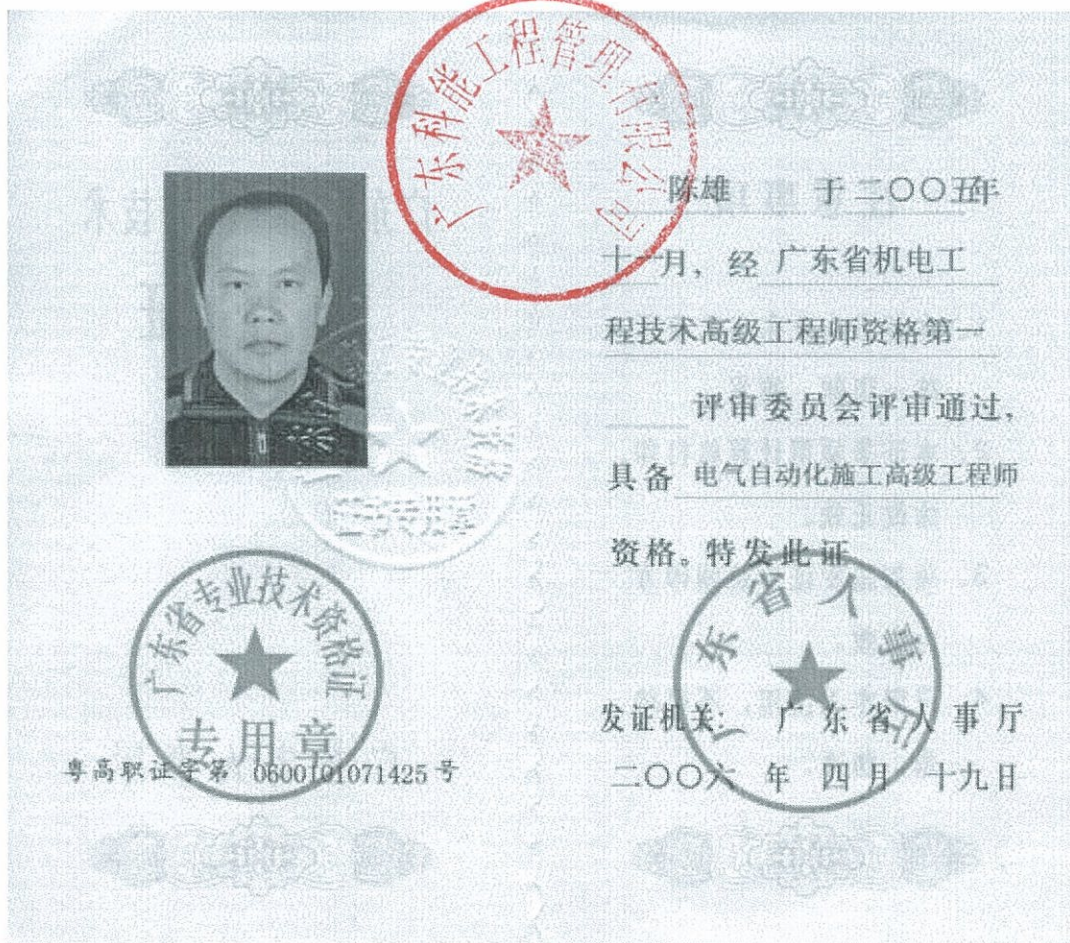 广东科能工程管理有限公司
陈雄 于二〇〇五年
十一月，经 广东省机电工
程技术高级工程师资格第一
评审委员会评审通过，
具备 电气自动化施工高级工程师
资格。特发此证
广东省专业技术资格证
专用章
粤高职证字第 0600101071425 号
广东省人事厅
发证机关： 广东省人事厅
二〇〇六 年 四月 十九日